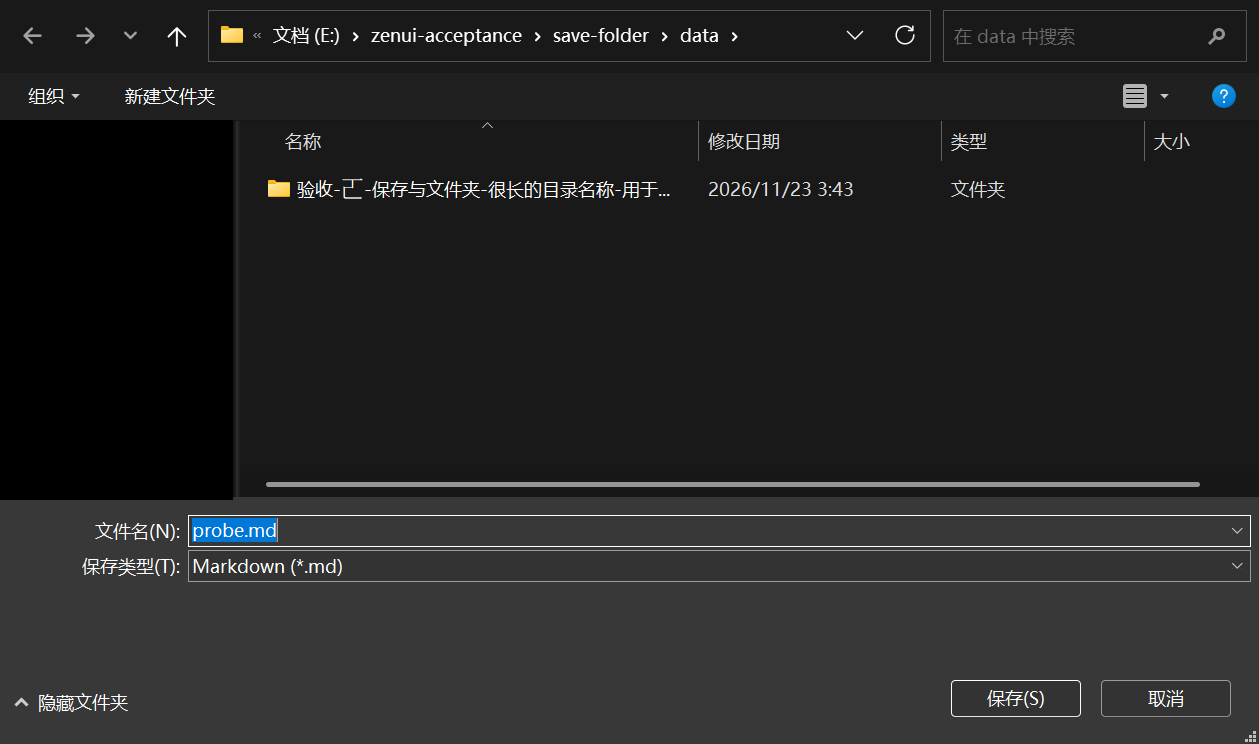 « 文档 (E:) › zenui-acceptance › save-folder › data ›
在 data 中搜索
组织 新建文件夹
名称 修改日期 类型 大小
验收-𠀾-保存与文件夹-很长的目录名称-用于... 2026/11/23 3:43 文件夹
文件名(N): probe.md
保存类型(T): Markdown (*.md)
隐藏文件夹 保存(S) 取消